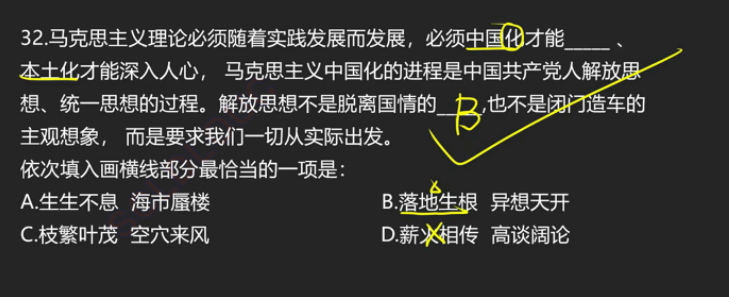 32.马克思主义理论必须随着实践发展而发展，必须中国化才能_____ 、
本土化才能深入人心， 马克思主义中国化的进程是中国共产党人解放思
想、统一思想的过程。解放思想不是脱离国情的_____,也不是闭门造车的
B
主观想象， 而是要求我们一切从实际出发。
依次填入画横线部分最恰当的一项是：
A.生生不息 海市蜃楼 B.落地生根 异想天开
C.枝繁叶茂 空穴来风 D.薪火相传 高谈阔论